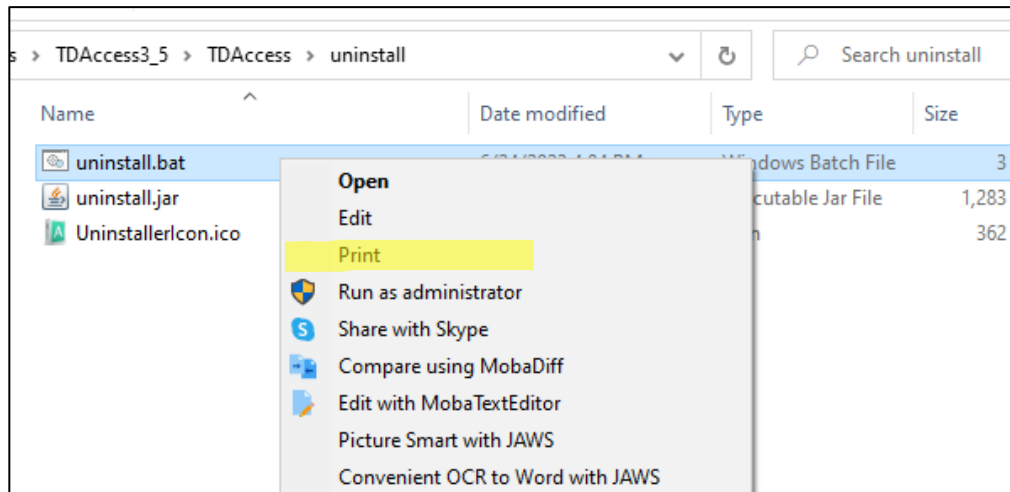 s > TDAccess3_5 > TDAccess > uninstall Search uninstall
Name Date modified Type Size
uninstall.bat Windows Batch File 3
uninstall.jar cutable Jar File 1,283
UninstallerIcon.ico n 362
Open
Edit
Print
Run as administrator
Share with Skype
Compare using MobaDiff
Edit with MobaTextEditor
Picture Smart with JAWS
Convenient OCR to Word with JAWS